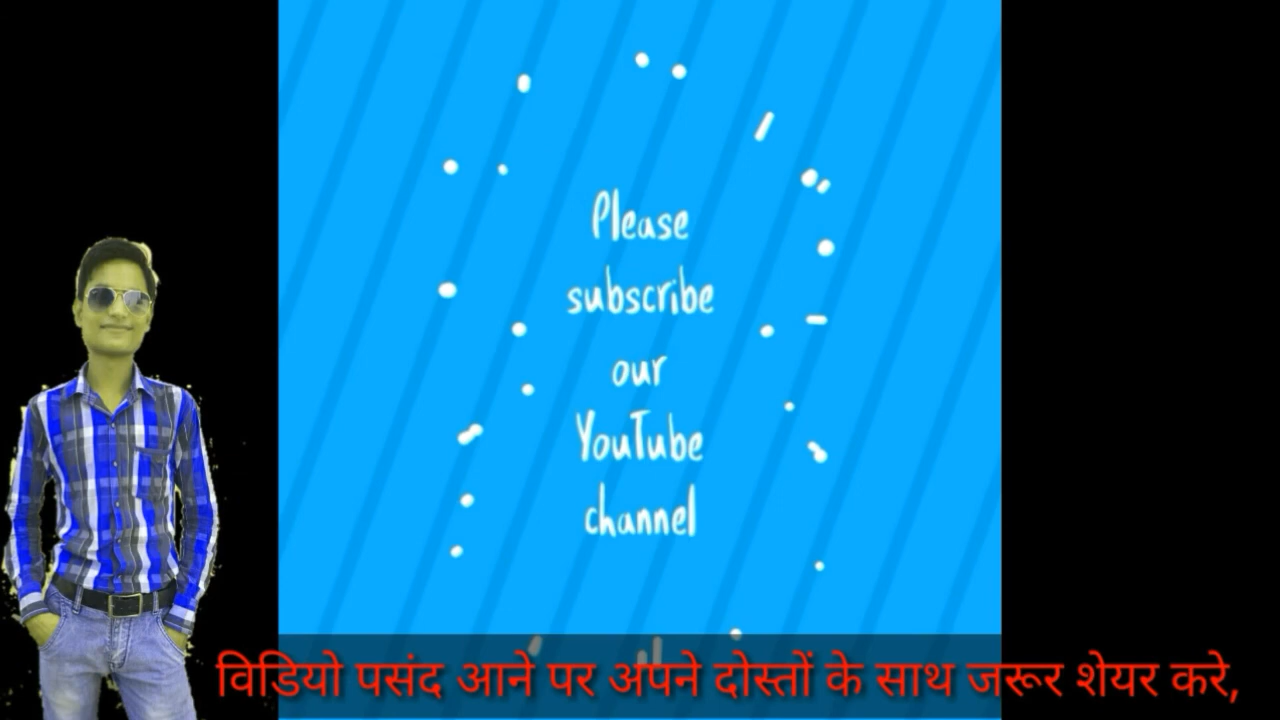 Please
subscribe
our
YouTube
channel
विडियो पसंद आने पर अपने दोस्तों के साथ जरूर शेयर करे,